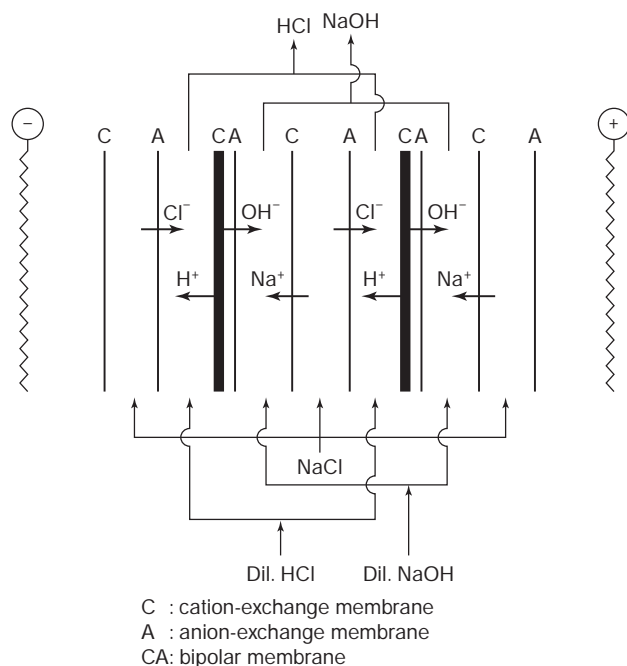 HCl NaOH
− +
C A CA C A CA C A
Cl− OH− Cl− OH−
H+ Na+ H+ Na+
NaCl
Dil. HCl Dil. NaOH
C : cation-exchange membrane
A : anion-exchange membrane
CA: bipolar membrane